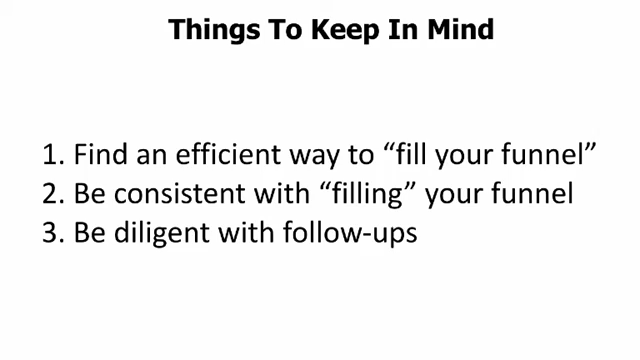 Things To Keep In Mind
1. Find an efficient way to “fill your funnel”
2. Be consistent with “filling” your funnel
3. Be diligent with follow-ups